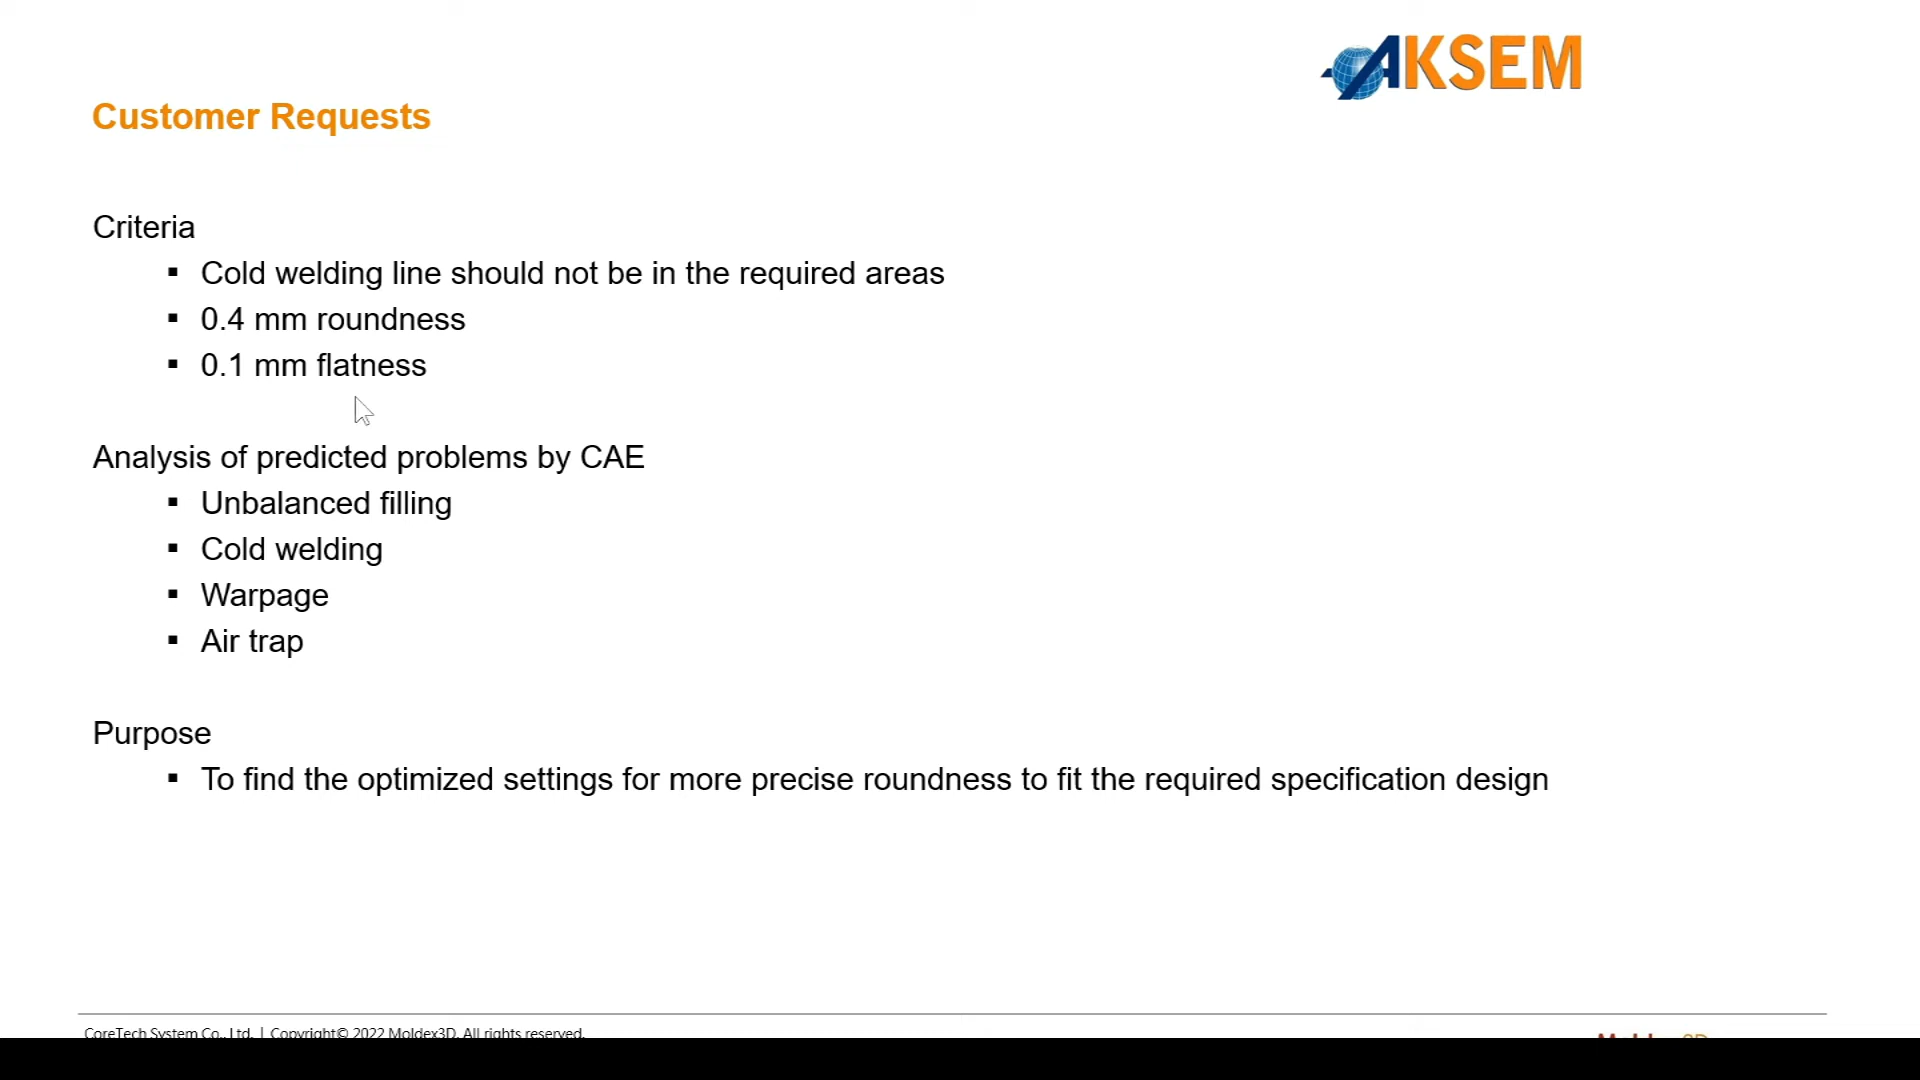 AKSEM
Customer Requests
Criteria
▪ Cold welding line should not be in the required areas
▪ 0.4 mm roundness
▪ 0.1 mm flatness
Analysis of predicted problems by CAE
▪ Unbalanced filling
▪ Cold welding
▪ Warpage
▪ Air trap
Purpose
▪ To find the optimized settings for more precise roundness to fit the required specification design
CoreTech System Co., Ltd. | Copyright© 2022 Moldex3D. All rights reserved.